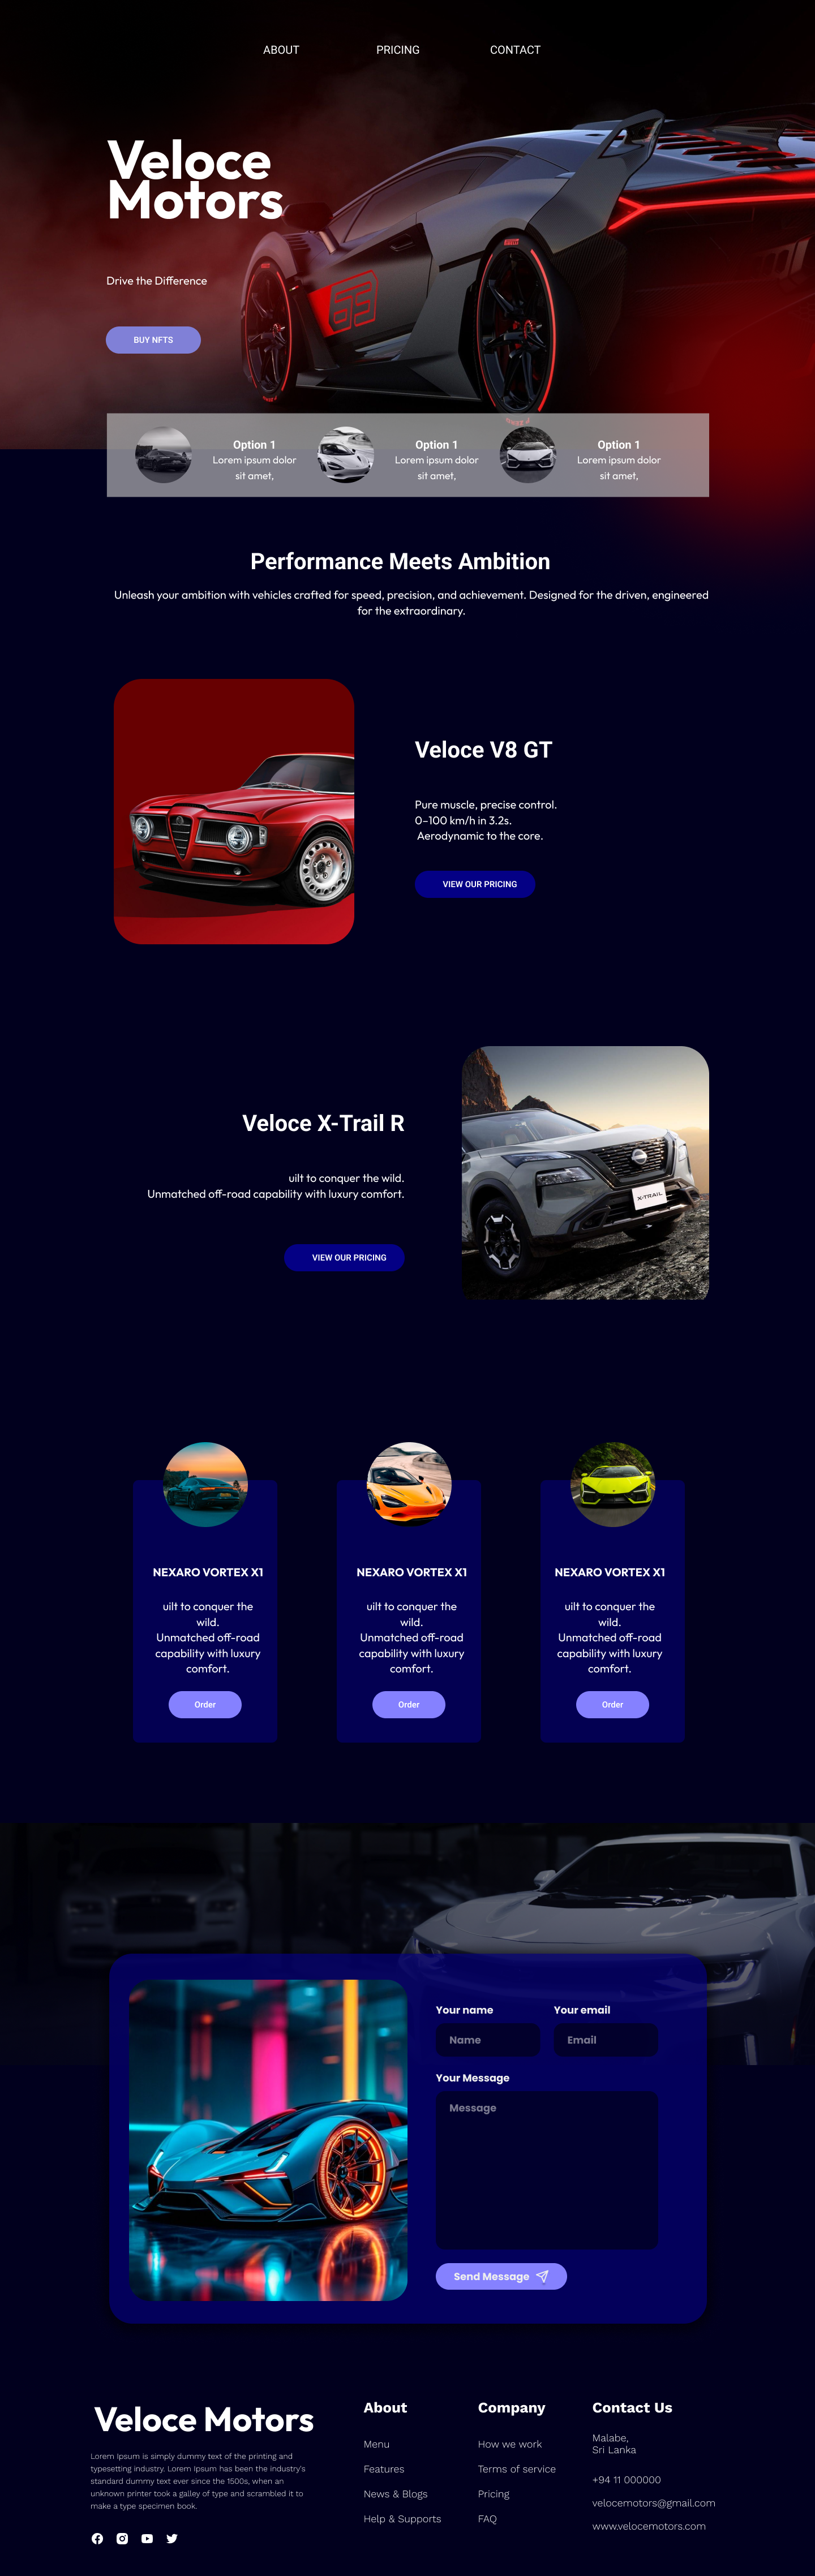 ABOUT PRICING CONTACT
Veloce
Motors
Drive the Difference
BUY NFTS
Option 1
Lorem ipsum dolor
sit amet,
Option 1
Lorem ipsum dolor
sit amet,
Option 1
Lorem ipsum dolor
sit amet,
63
Performance Meets Ambition
Unleash your ambition with vehicles crafted for speed, precision, and achievement. Designed for the driven, engineered
for the extraordinary.
Veloce V8 GT
Pure muscle, precise control.
0–100 km/h in 3.2s.
Aerodynamic to the core.
VIEW OUR PRICING
Veloce X-Trail R
uilt to conquer the wild.
Unmatched off-road capability with luxury comfort.
VIEW OUR PRICING
X-TRAIL
NEXARO VORTEX X1
uilt to conquer the
wild.
Unmatched off-road
capability with luxury
comfort.
Order
NEXARO VORTEX X1
uilt to conquer the
wild.
Unmatched off-road
capability with luxury
comfort.
Order
NEXARO VORTEX X1
uilt to conquer the
wild.
Unmatched off-road
capability with luxury
comfort.
Order
Your name
Name
Your email
Email
Your Message
Message
Send Message
Veloce Motors
Lorem Ipsum is simply dummy text of the printing and
typesetting industry. Lorem Ipsum has been the industry's
standard dummy text ever since the 1500s, when an
unknown printer took a galley of type and scrambled it to
make a type specimen book.
About
Menu
Features
News & Blogs
Help & Supports
Company
How we work
Terms of service
Pricing
FAQ
Contact Us
Malabe,
Sri Lanka
+94 11 000000
velocemotors@gmail.com
www.velocemotors.com